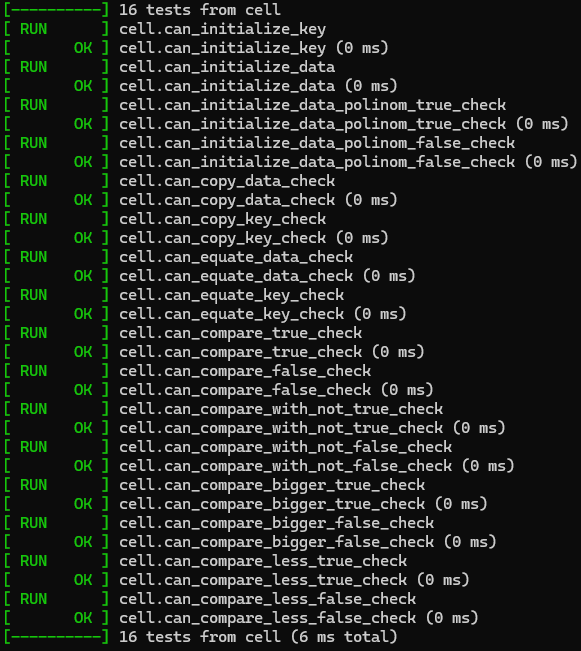 [----------] 16 tests from cell
[ RUN      ] cell.can_initialize_key
[       OK ] cell.can_initialize_key (0 ms)
[ RUN      ] cell.can_initialize_data
[       OK ] cell.can_initialize_data (0 ms)
[ RUN      ] cell.can_initialize_data_polinom_true_check
[       OK ] cell.can_initialize_data_polinom_true_check (0 ms)
[ RUN      ] cell.can_initialize_data_polinom_false_check
[       OK ] cell.can_initialize_data_polinom_false_check (0 ms)
[ RUN      ] cell.can_copy_data_check
[       OK ] cell.can_copy_data_check (0 ms)
[ RUN      ] cell.can_copy_key_check
[       OK ] cell.can_copy_key_check (0 ms)
[ RUN      ] cell.can_equate_data_check
[       OK ] cell.can_equate_data_check (0 ms)
[ RUN      ] cell.can_equate_key_check
[       OK ] cell.can_equate_key_check (0 ms)
[ RUN      ] cell.can_compare_true_check
[       OK ] cell.can_compare_true_check (0 ms)
[ RUN      ] cell.can_compare_false_check
[       OK ] cell.can_compare_false_check (0 ms)
[ RUN      ] cell.can_compare_with_not_true_check
[       OK ] cell.can_compare_with_not_true_check (0 ms)
[ RUN      ] cell.can_compare_with_not_false_check
[       OK ] cell.can_compare_with_not_false_check (0 ms)
[ RUN      ] cell.can_compare_bigger_true_check
[       OK ] cell.can_compare_bigger_true_check (0 ms)
[ RUN      ] cell.can_compare_bigger_false_check
[       OK ] cell.can_compare_bigger_false_check (0 ms)
[ RUN      ] cell.can_compare_less_true_check
[       OK ] cell.can_compare_less_true_check (0 ms)
[ RUN      ] cell.can_compare_less_false_check
[       OK ] cell.can_compare_less_false_check (0 ms)
[----------] 16 tests from cell (6 ms total)